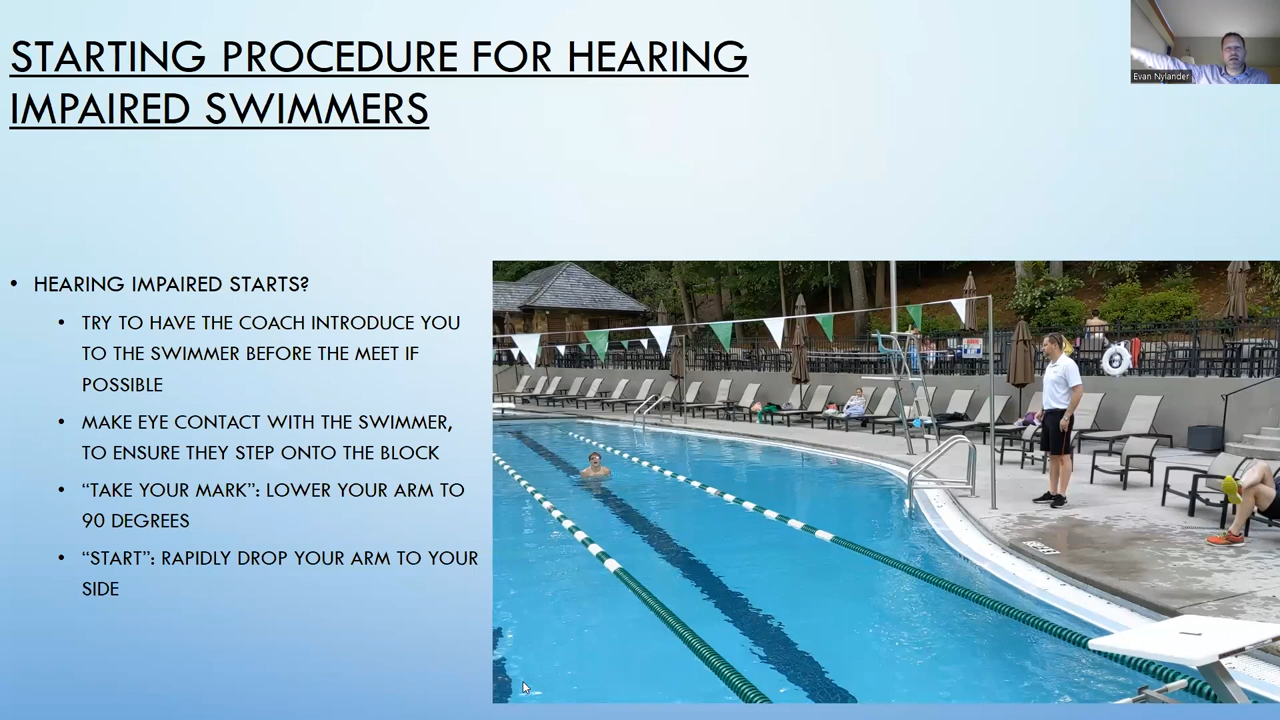 STARTING PROCEDURE FOR HEARING
IMPAIRED SWIMMERS
Evan Nylander
• HEARING IMPAIRED STARTS?
• TRY TO HAVE THE COACH INTRODUCE YOU
TO THE SWIMMER BEFORE THE MEET IF
POSSIBLE
• MAKE EYE CONTACT WITH THE SWIMMER,
TO ENSURE THEY STEP ONTO THE BLOCK
• “TAKE YOUR MARK”: LOWER YOUR ARM TO
90 DEGREES
• “START”: RAPIDLY DROP YOUR ARM TO YOUR
SIDE